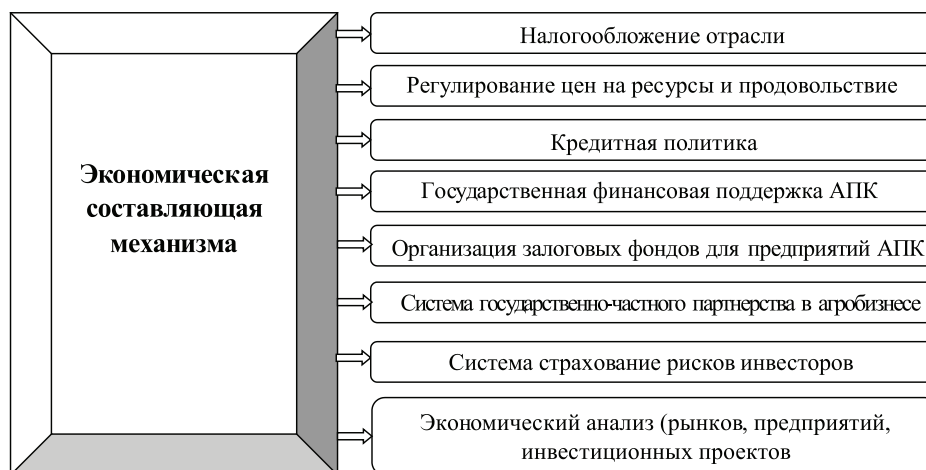 Экономическая
составляющая
механизма
Налогообложение отрасли
Регулирование цен на ресурсы и продовольствие
Кредитная политика
Государственная финансовая поддержка АПК
Организация залоговых фондов для предприятий АПК
Система государственно-частного партнерства в агробизнесе
Система страхование рисков инвесторов
Экономический анализ (рынков, предприятий,
инвестиционных проектов